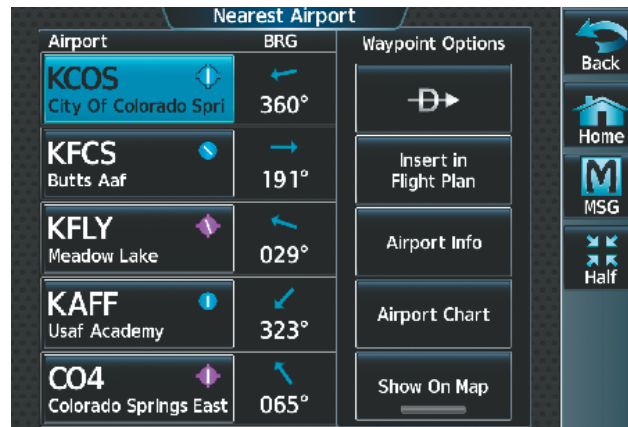 Nearest Airport
Airport
BRG
Waypoint Options
KCOS
City Of Colorado Spri
360°
KFCS
Butts Aaf
191°
KFLY
Meadow Lake
029°
KAFF
Usaf Academy
323°
CO4
Colorado Springs East
065°
D
Insert in
Flight Plan
Airport Info
Airport Chart
Show On Map
Back
Home
M
MSG
Half